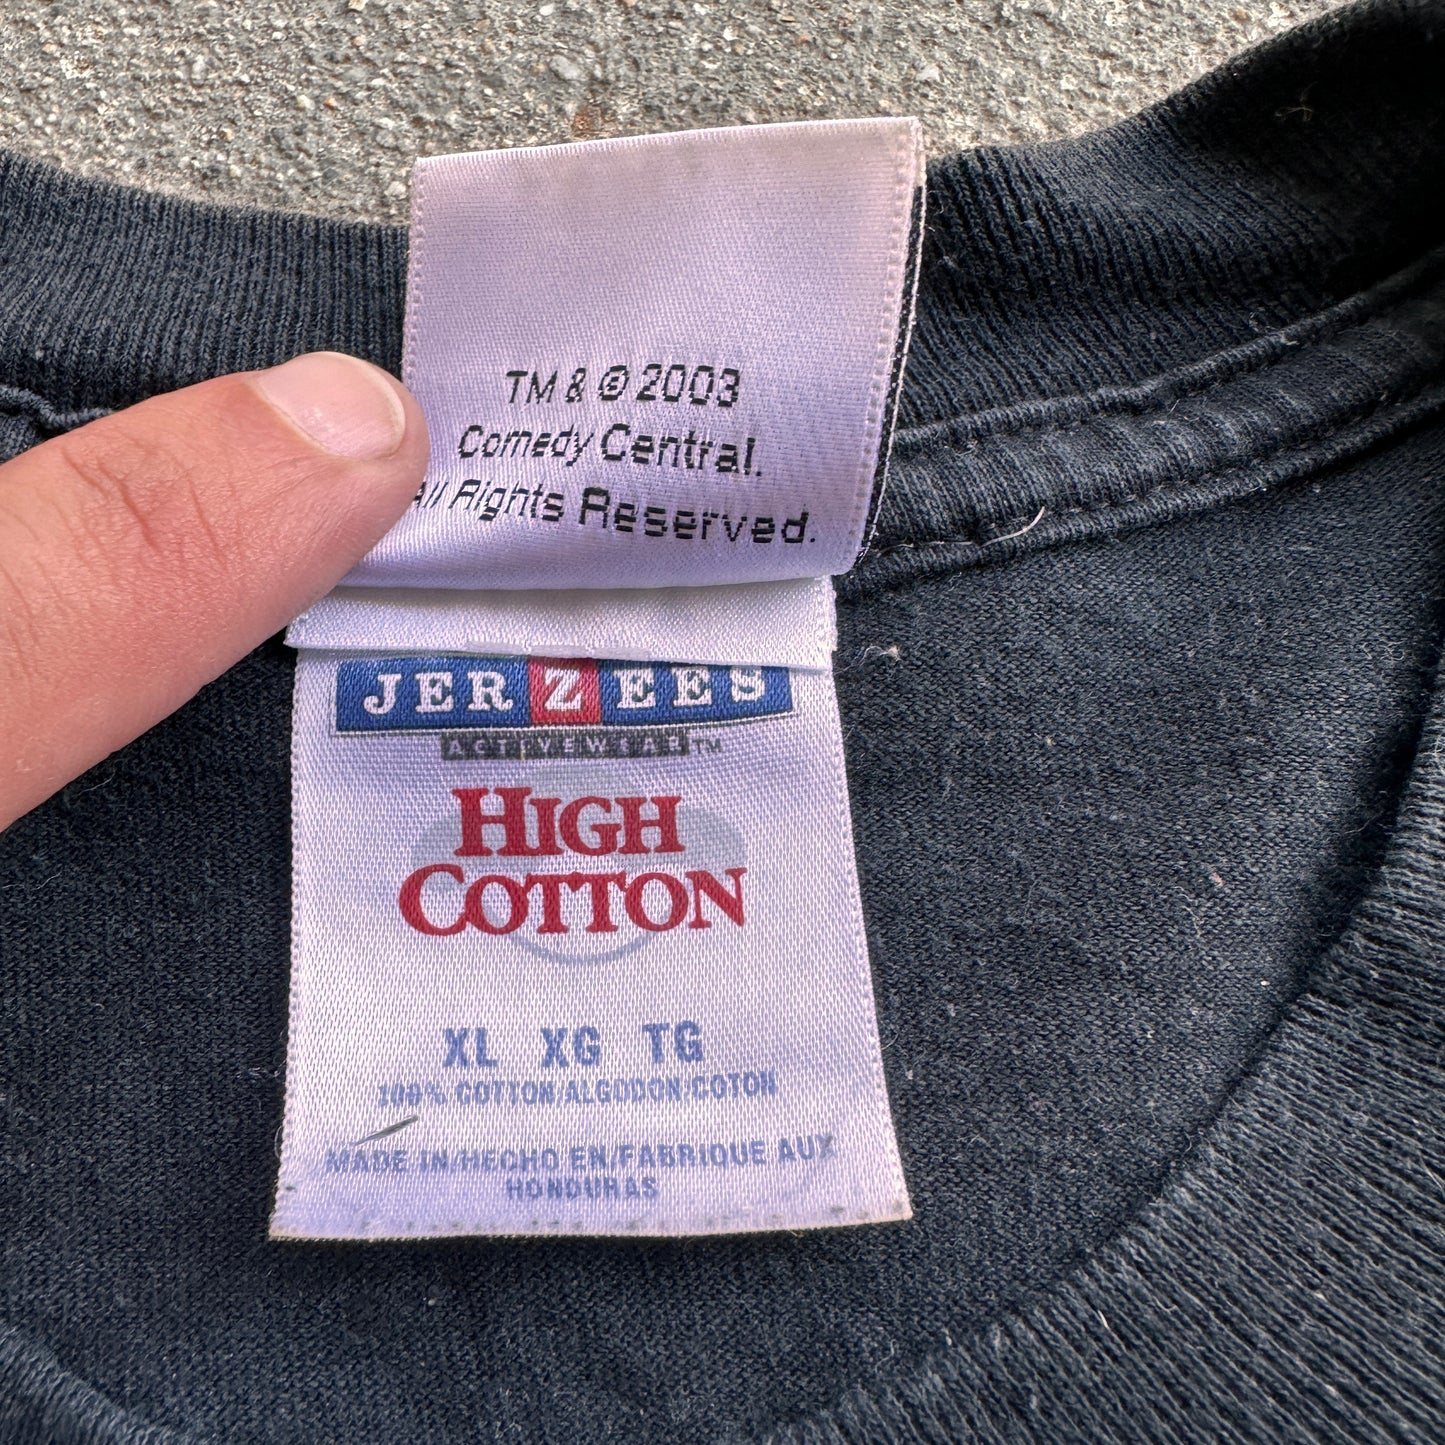 TM & © 2003
Comedy Central.
All Rights Reserved.
JERZEES
ACTIVEWEAR™
HIGH
COTTON
XL XG TG
100% COTTON/ALGODON/COTON
MADE IN/HECHO EN/FABRIQUE AUX
HONDURAS